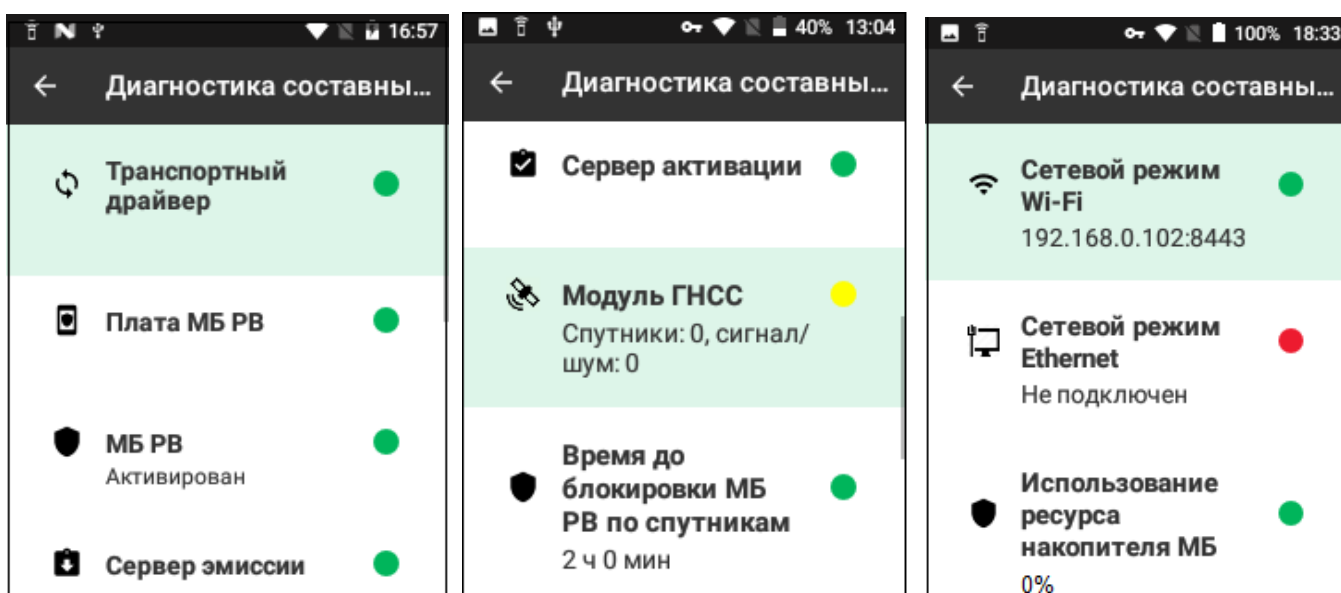 16:57
Диагностика составны...
Транспортный
драйвер
Плата МБ РВ
МБ РВ
Активирован
Сервер эмиссии
40% 13:04
Диагностика составны...
Сервер активации
Модуль ГНСС
Спутники: 0, сигнал/
шум: 0
Время до
блокировки МБ
РВ по спутникам
2 ч 0 мин
100% 18:33
Диагностика составны...
Сетевой режим
Wi-Fi
192.168.0.102:8443
Сетевой режим
Ethernet
Не подключен
Использование
ресурса
накопителя МБ
0%